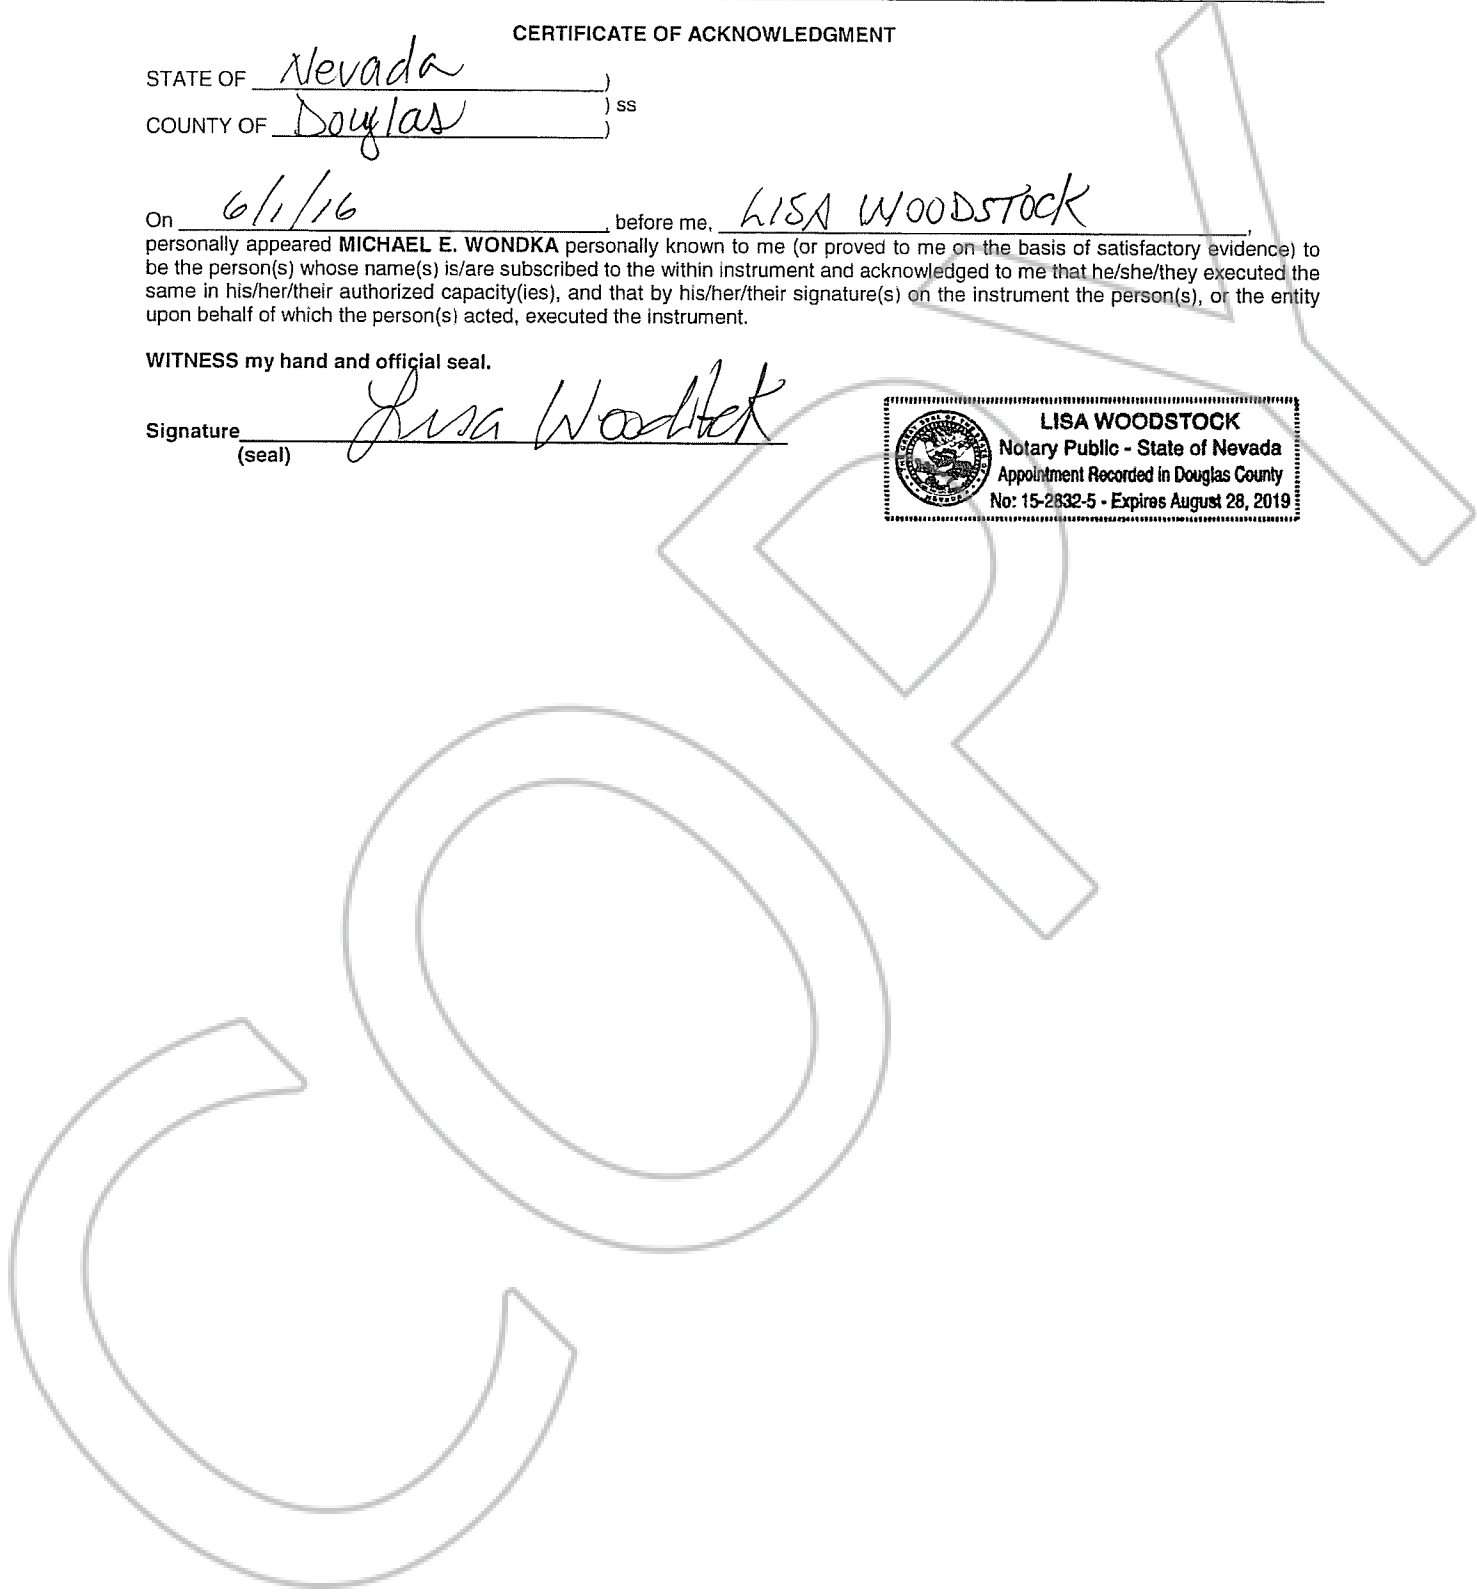 CERTIFICATE OF ACKNOWLEDGMENT
STATE OF Nevada )
) ss
COUNTY OF Douglas )
On 6/1/16, before me, LISA WOODSTOCK,
personally appeared MICHAEL E. WONDKA personally known to me (or proved to me on the basis of satisfactory evidence) to
be the person(s) whose name(s) is/are subscribed to the within instrument and acknowledged to me that he/she/they executed the
same in his/her/their authorized capacity(ies), and that by his/her/their signature(s) on the instrument the person(s), or the entity
upon behalf of which the person(s) acted, executed the instrument.
WITNESS my hand and official seal.
Signature Lisa Woodstock
(seal)
LISA WOODSTOCK
Notary Public - State of Nevada
Appointment Recorded in Douglas County
No: 15-2832-5 - Expires August 28, 2019
COPY